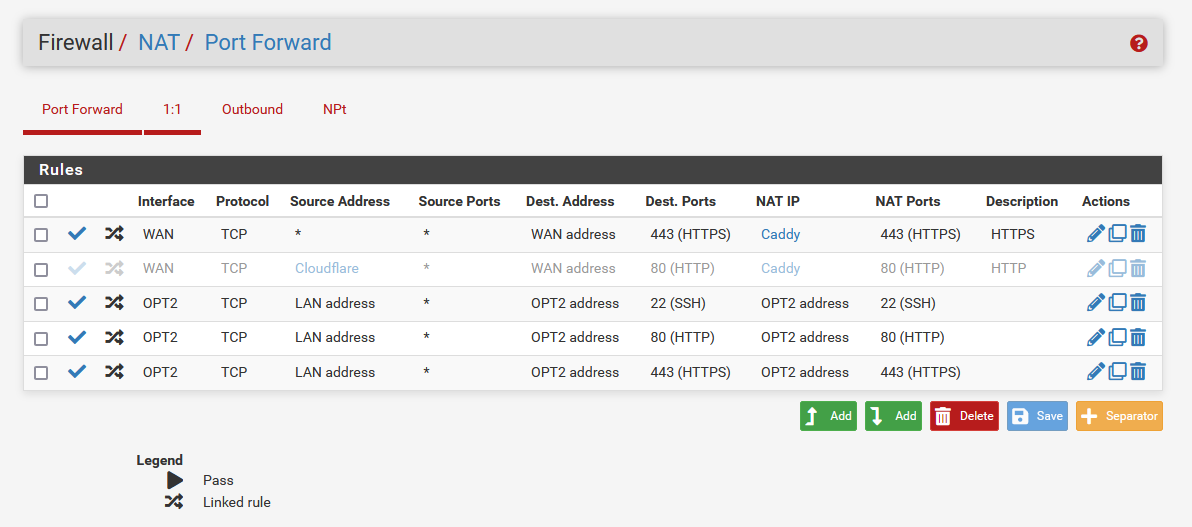 Firewall / NAT / Port Forward
Port Forward 1:1 Outbound NPt
Rules
Interface Protocol Source Address Source Ports Dest. Address Dest. Ports NAT IP NAT Ports Description Actions
WAN TCP * * WAN address 443 (HTTPS) Caddy 443 (HTTPS) HTTPS
WAN TCP Cloudflare * WAN address 80 (HTTP) Caddy 80 (HTTP) HTTP
OPT2 TCP LAN address * OPT2 address 22 (SSH) OPT2 address 22 (SSH)
OPT2 TCP LAN address * OPT2 address 80 (HTTP) OPT2 address 80 (HTTP)
OPT2 TCP LAN address * OPT2 address 443 (HTTPS) OPT2 address 443 (HTTPS)
Add Add Delete Save Separator
Legend
Pass
Linked rule